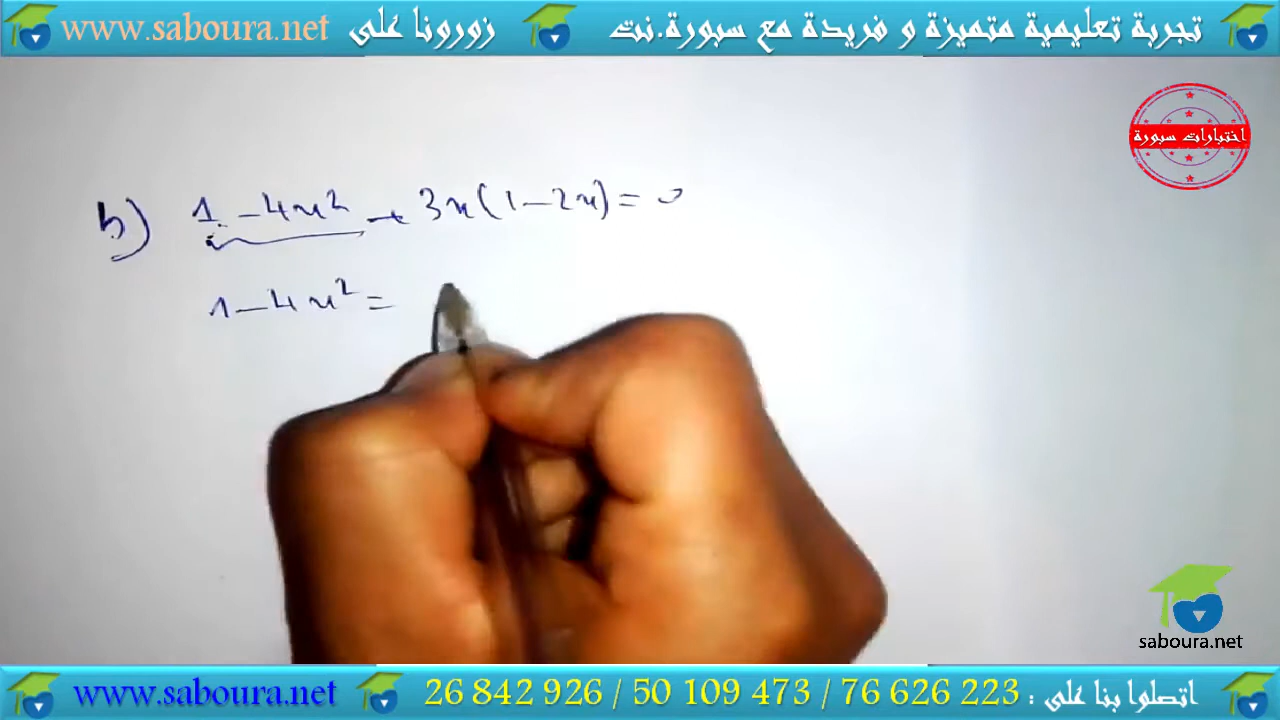 www.saboura.net زورونا على تجربة تعليمية متميزة و فريدة مع سبورة.نت
اختبارات سبورة
b) 1 - 4x² + 3x(1-2x) = 0
1 - 4x² =
saboura.net
www.saboura.net 26 842 926 / 50 109 473 / 76 626 223 : اتصلوا بنا على